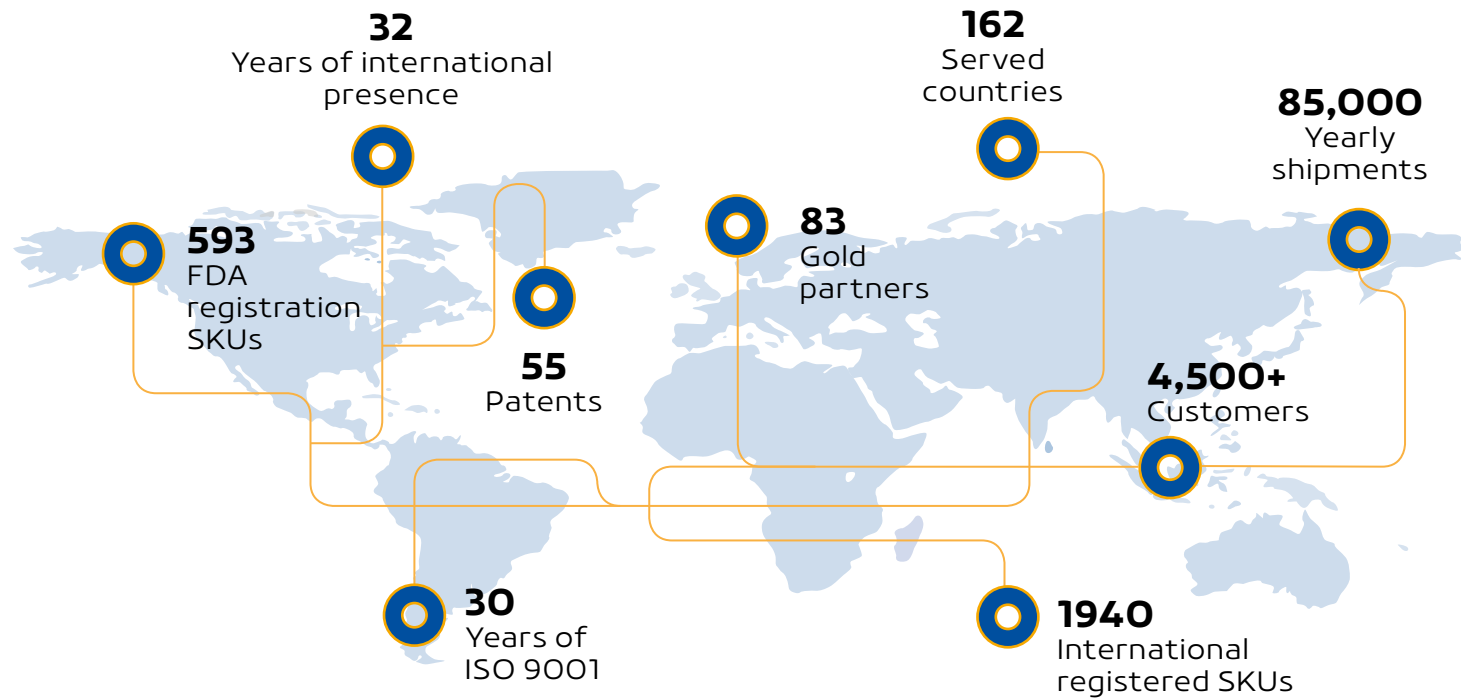 32
Years of international
presence
162
Served
countries
85,000
Yearly
shipments
593
FDA
registration
SKUs
83
Gold
partners
55
Patents
4,500+
Customers
30
Years of
ISO 9001
1940
International
registered SKUs